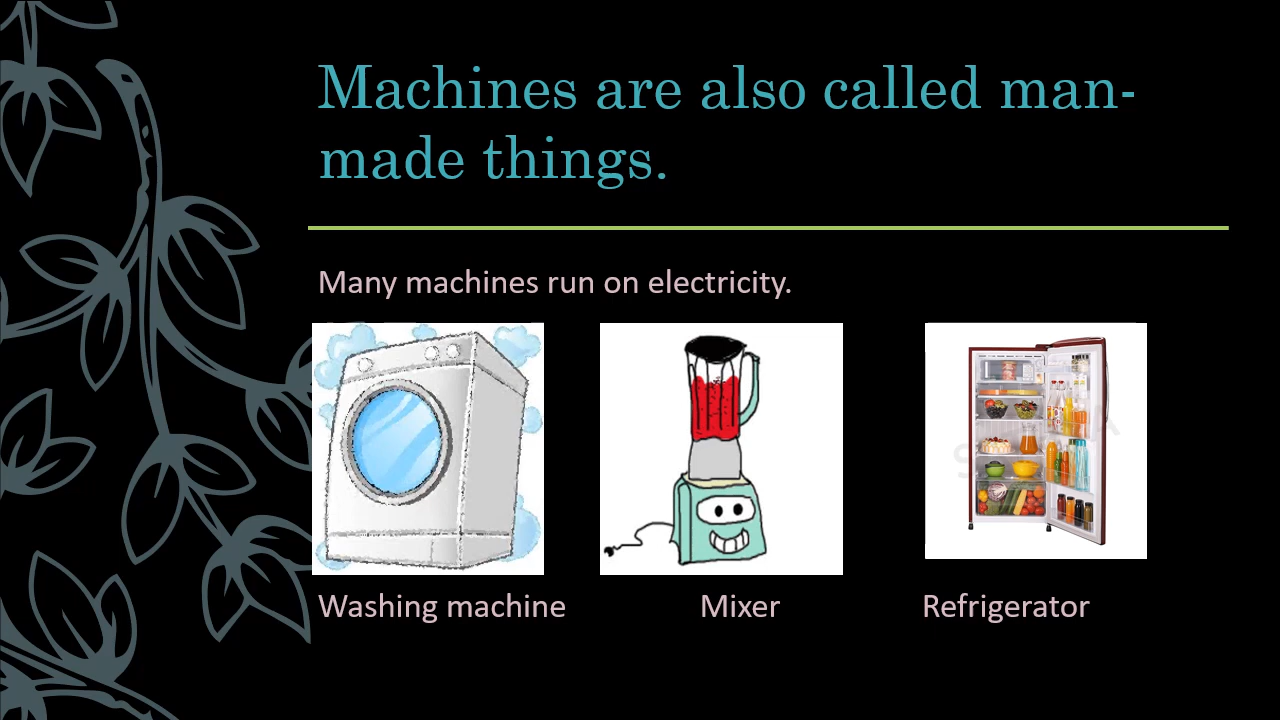 Machines are also called man-
made things.
Many machines run on electricity.
Washing machine Mixer Refrigerator